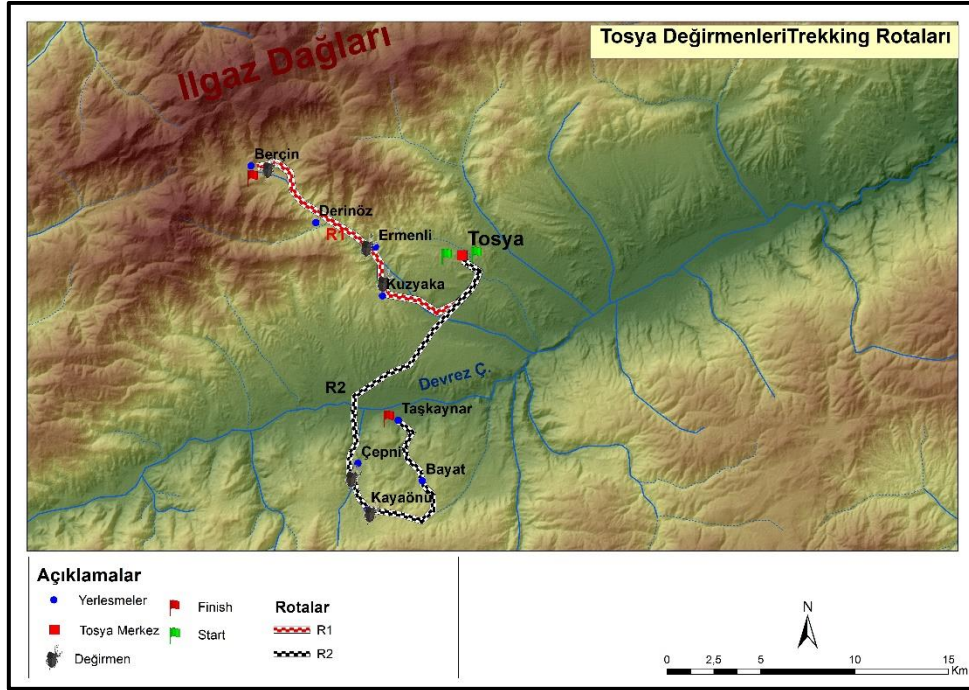 Tosya DeğirmenleriTrekking Rotaları
Ilgaz Dağları
Berçin
Derinöz
R1
Ermenli
Tosya
Kuzyaka
R2
Devrez Ç.
Taşkaynar
Çepni
Bayat
Kayaönü
Açıklamalar
Yerlesmeler
Finish
Rotalar
Tosya Merkez
Start
R1
Değirmen
R2
N
0 2,5 5 10 15
Km